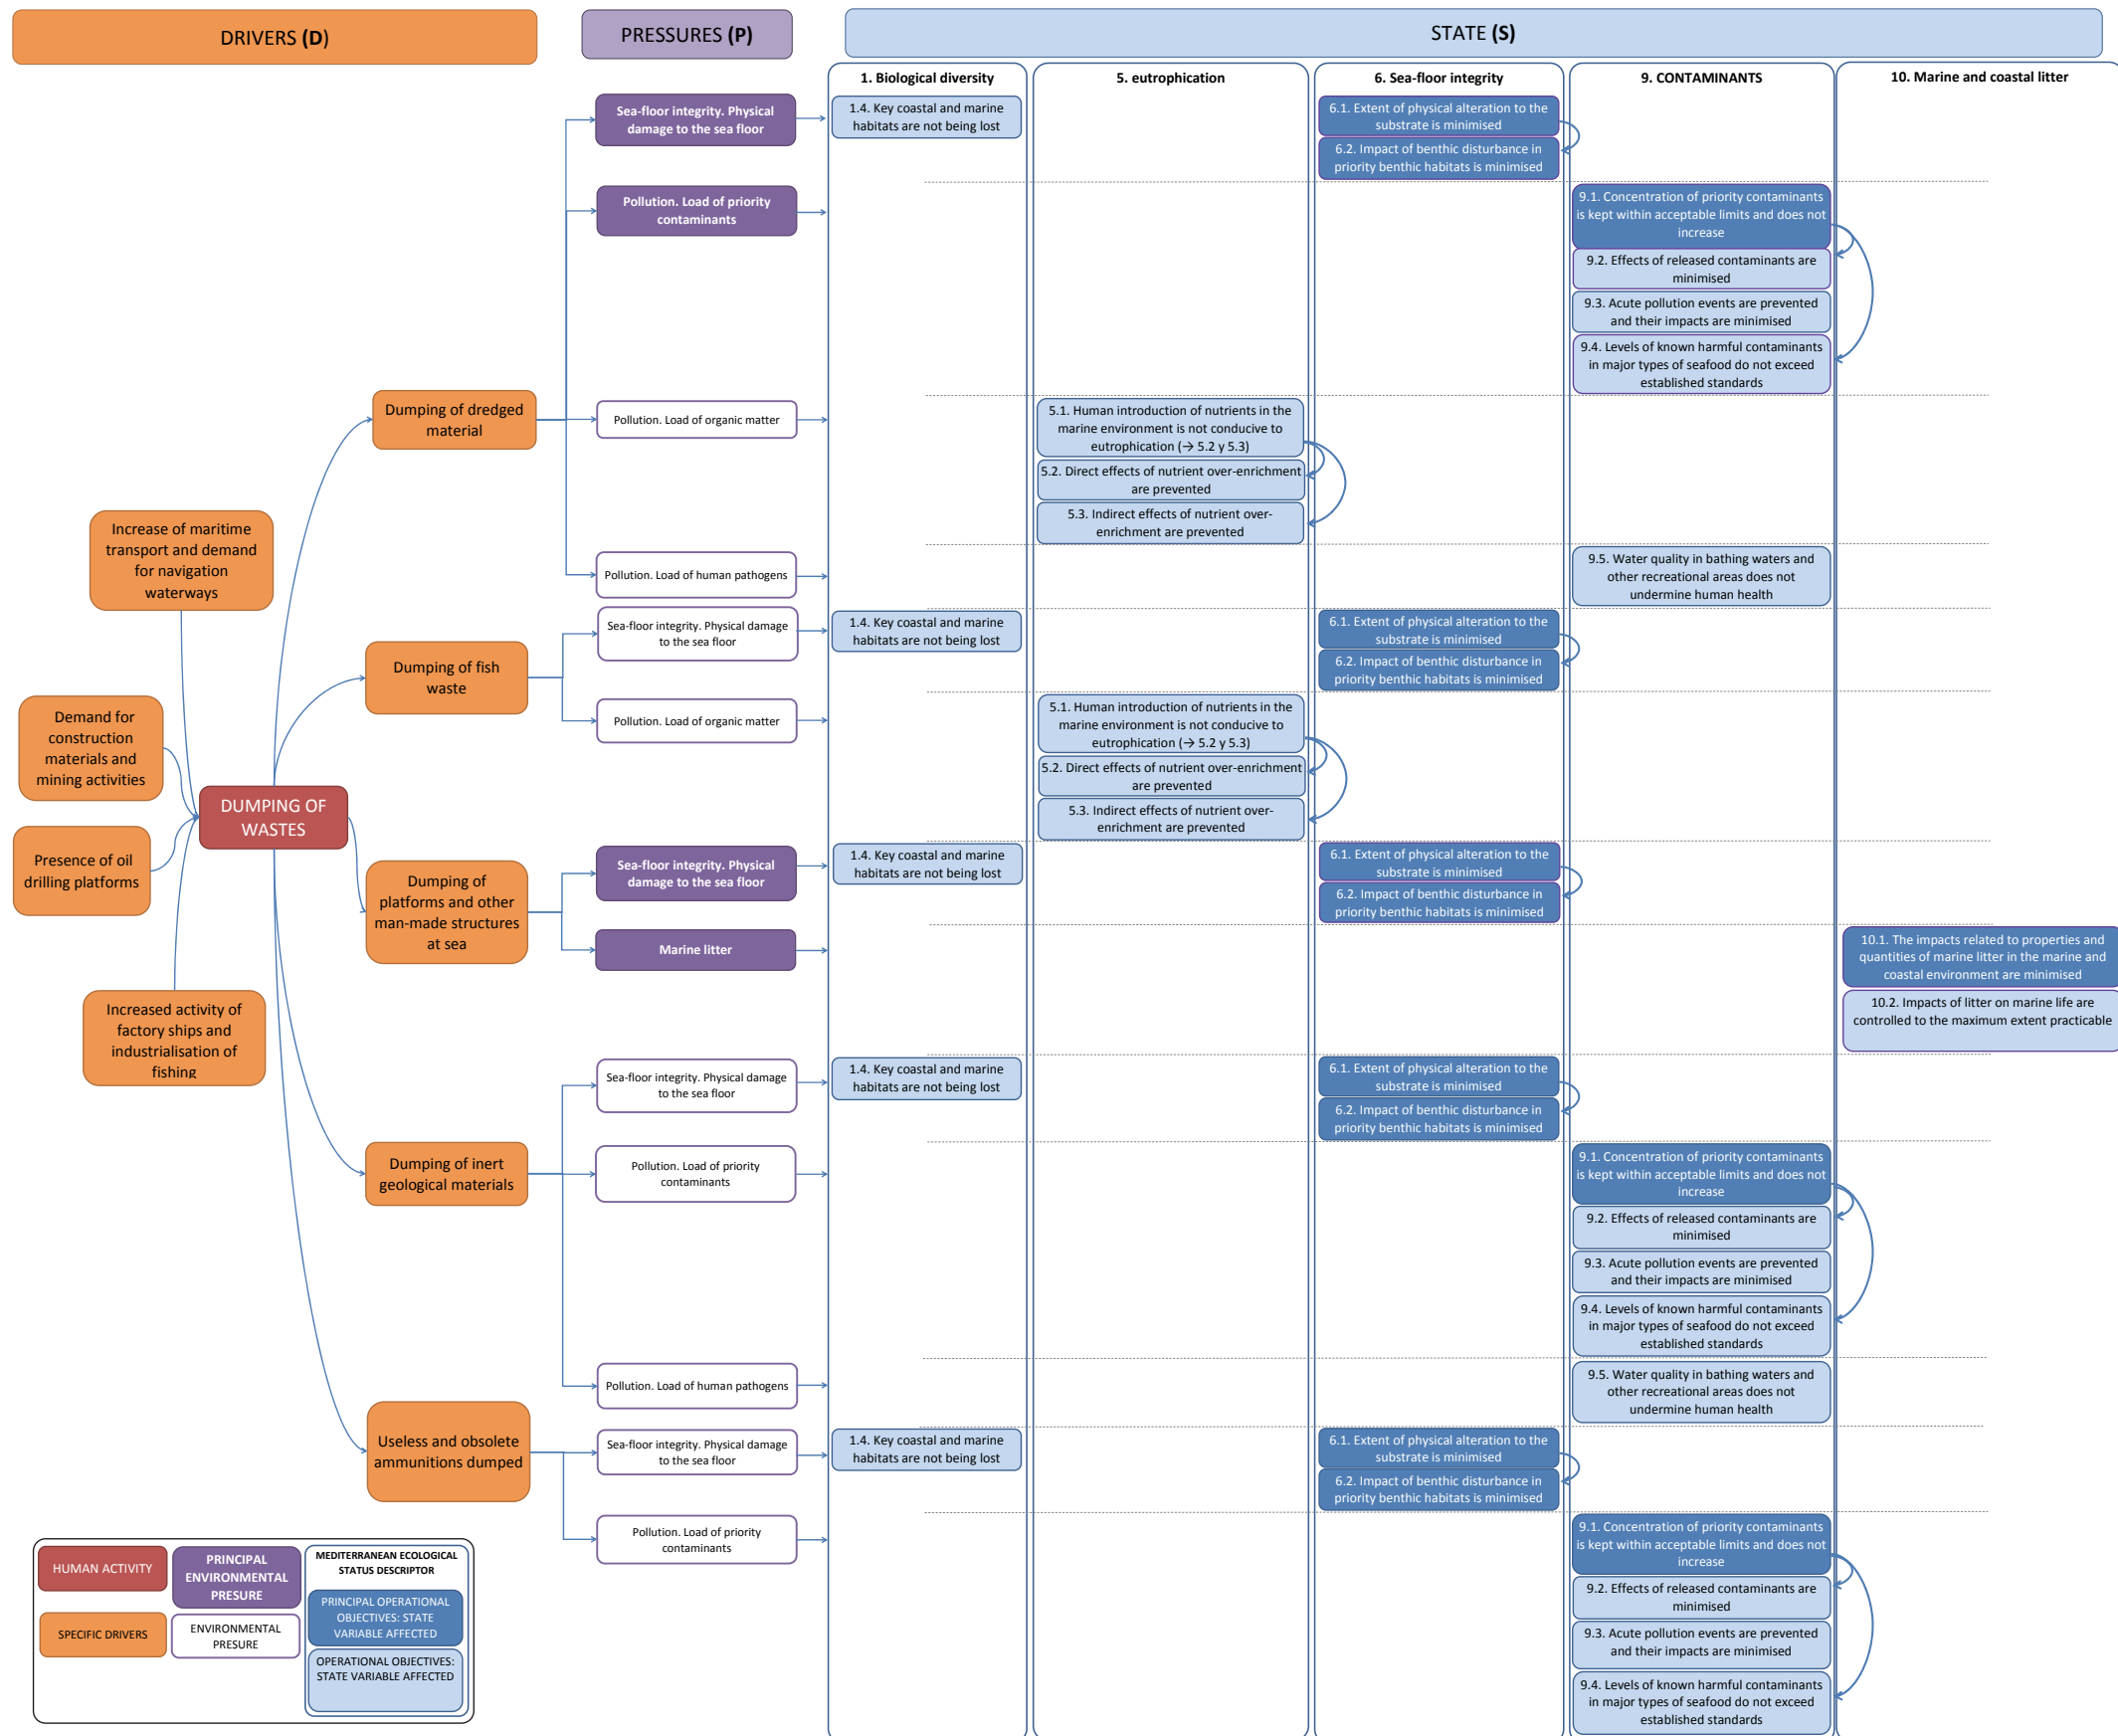 DRIVERS (D)
PRESSURES (P)
STATE (S)
1. Biological diversity
5. eutrophication
6. Sea-floor integrity
9. CONTAMINANTS
10. Marine and coastal litter
Increase of maritime
transport and demand
for navigation
waterways
Demand for
construction
materials and
mining activities
Presence of oil
drilling platforms
Increased activity of
factory ships and
industrialisation of
fishing
DUMPING OF
WASTES
Dumping of dredged
material
Sea-floor integrity. Physical
damage to the sea floor
1.4. Key coastal and marine
habitats are not being lost
6.1. Extent of physical alteration to the
substrate is minimised
6.2. Impact of benthic disturbance in
priority benthic habitats is minimised
Pollution. Load of priority
contaminants
9.1. Concentration of priority contaminants
is kept within acceptable limits and does not
increase
9.2. Effects of released contaminants are
minimised
9.3. Acute pollution events are prevented
and their impacts are minimised
9.4. Levels of known harmful contaminants
in major types of seafood do not exceed
established standards
Pollution. Load of organic matter
5.1. Human introduction of nutrients in the
marine environment is not conducive to
eutrophication (→ 5.2 y 5.3)
5.2. Direct effects of nutrient over-enrichment
are prevented
5.3. Indirect effects of nutrient over-
enrichment are prevented
Pollution. Load of human pathogens
9.5. Water quality in bathing waters and
other recreational areas does not
undermine human health
Dumping of fish
waste
Sea-floor integrity. Physical damage
to the sea floor
1.4. Key coastal and marine
habitats are not being lost
6.1. Extent of physical alteration to the
substrate is minimised
6.2. Impact of benthic disturbance in
priority benthic habitats is minimised
Pollution. Load of organic matter
5.1. Human introduction of nutrients in the
marine environment is not conducive to
eutrophication (→ 5.2 y 5.3)
5.2. Direct effects of nutrient over-enrichment
are prevented
5.3. Indirect effects of nutrient over-
enrichment are prevented
Dumping of
platforms and other
man-made structures
at sea
Sea-floor integrity. Physical
damage to the sea floor
1.4. Key coastal and marine
habitats are not being lost
6.1. Extent of physical alteration to the
substrate is minimised
6.2. Impact of benthic disturbance in
priority benthic habitats is minimised
Marine litter
10.1. The impacts related to properties and
quantities of marine litter in the marine and
coastal environment are minimised
10.2. Impacts of litter on marine life are
controlled to the maximum extent practicable
Dumping of inert
geological materials
Sea-floor integrity. Physical damage
to the sea floor
1.4. Key coastal and marine
habitats are not being lost
6.1. Extent of physical alteration to the
substrate is minimised
6.2. Impact of benthic disturbance in
priority benthic habitats is minimised
Pollution. Load of priority
contaminants
9.1. Concentration of priority contaminants
is kept within acceptable limits and does not
increase
9.2. Effects of released contaminants are
minimised
9.3. Acute pollution events are prevented
and their impacts are minimised
9.4. Levels of known harmful contaminants
in major types of seafood do not exceed
established standards
Pollution. Load of human pathogens
9.5. Water quality in bathing waters and
other recreational areas does not
undermine human health
Useless and obsolete
ammunitions dumped
Sea-floor integrity. Physical damage
to the sea floor
1.4. Key coastal and marine
habitats are not being lost
6.1. Extent of physical alteration to the
substrate is minimised
6.2. Impact of benthic disturbance in
priority benthic habitats is minimised
Pollution. Load of priority
contaminants
9.1. Concentration of priority contaminants
is kept within acceptable limits and does not
increase
9.2. Effects of released contaminants are
minimised
9.3. Acute pollution events are prevented
and their impacts are minimised
9.4. Levels of known harmful contaminants
in major types of seafood do not exceed
established standards
HUMAN ACTIVITY
PRINCIPAL
ENVIRONMENTAL
PRESURE
MEDITERRANEAN ECOLOGICAL
STATUS DESCRIPTOR
PRINCIPAL OPERATIONAL
OBJECTIVES: STATE
VARIABLE AFFECTED
SPECIFIC DRIVERS
ENVIRONMENTAL
PRESURE
OPERATIONAL OBJECTIVES:
STATE VARIABLE AFFECTED